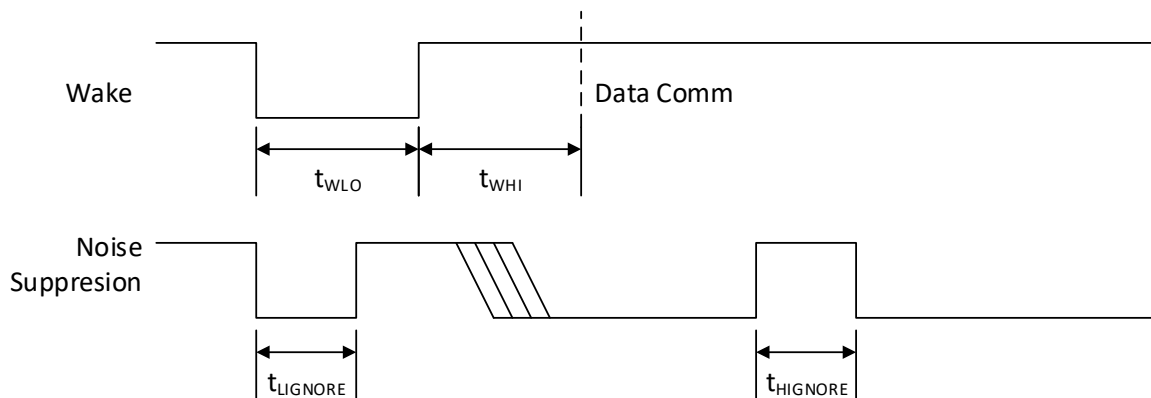 Wake
Data Comm
tWLO
tWHI
Noise
Suppresion
tLIGNORE
tHIGNORE